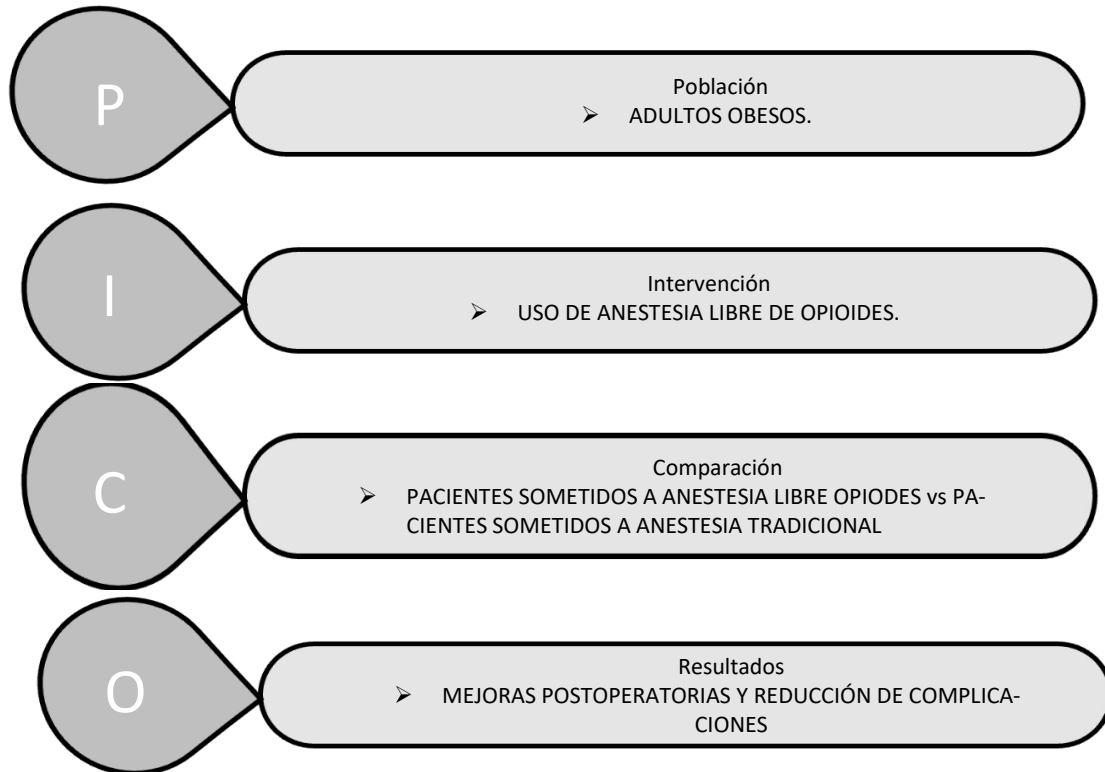 P
Población
➢ ADULTOS OBESOS.
I
Intervención
➢ USO DE ANESTESIA LIBRE DE OPIOIDES.
C
Comparación
➢ PACIENTES SOMETIDOS A ANESTESIA LIBRE OPIODES vs PA-
CIENTES SOMETIDOS A ANESTESIA TRADICIONAL
O
Resultados
➢ MEJORAS POSTOPERATORIAS Y REDUCCIÓN DE COMPLICA-
CIONES